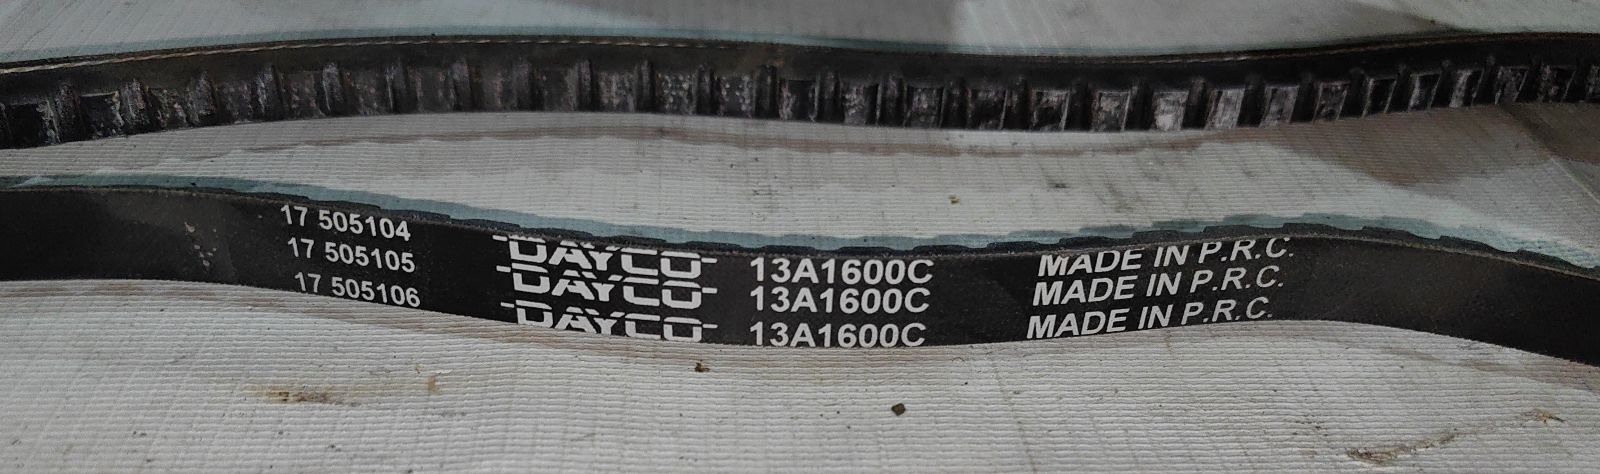 17 505104 DAYCO 13A1600C MADE IN P.R.C.
17 505105 DAYCO 13A1600C MADE IN P.R.C.
17 505106 DAYCO 13A1600C MADE IN P.R.C.